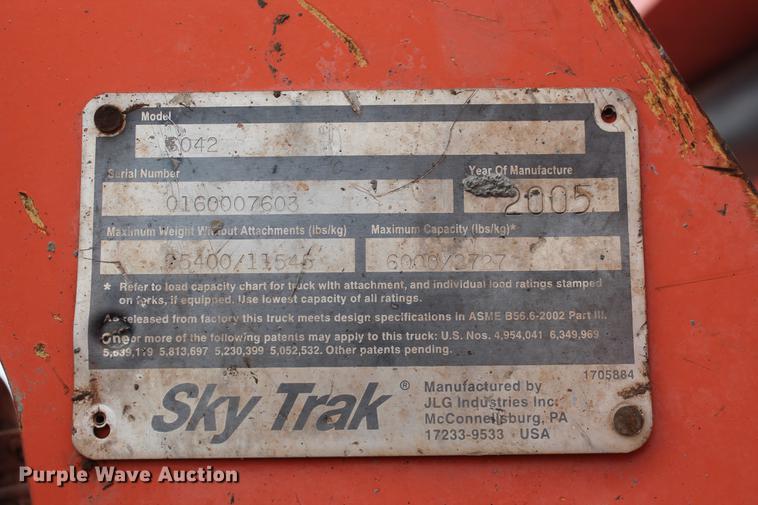 Model
6042
Serial Number
Year Of Manufacture
0160007603
2005
Maximum Weight Without Attachments (lbs/kg)
Maximum Capacity (lbs/kg)*
25400/11545
6000/2727
* Refer to load capacity chart for truck with attachment, and individual load ratings stamped
on forks, if equipped. Use lowest capacity of all ratings.
As released from factory this truck meets design specifications in ASME B56.6-2002 Part III.
One or more of the following patents may apply to this truck: U.S. Nos. 4,954,041 6,349,969
5,639,119 5,813,697 5,230,399 5,052,532. Other patents pending.
1705884
Sky Trak ®
Manufactured by
JLG Industries Inc.
McConnellsburg, PA
17233-9533 USA
Purple Wave Auction